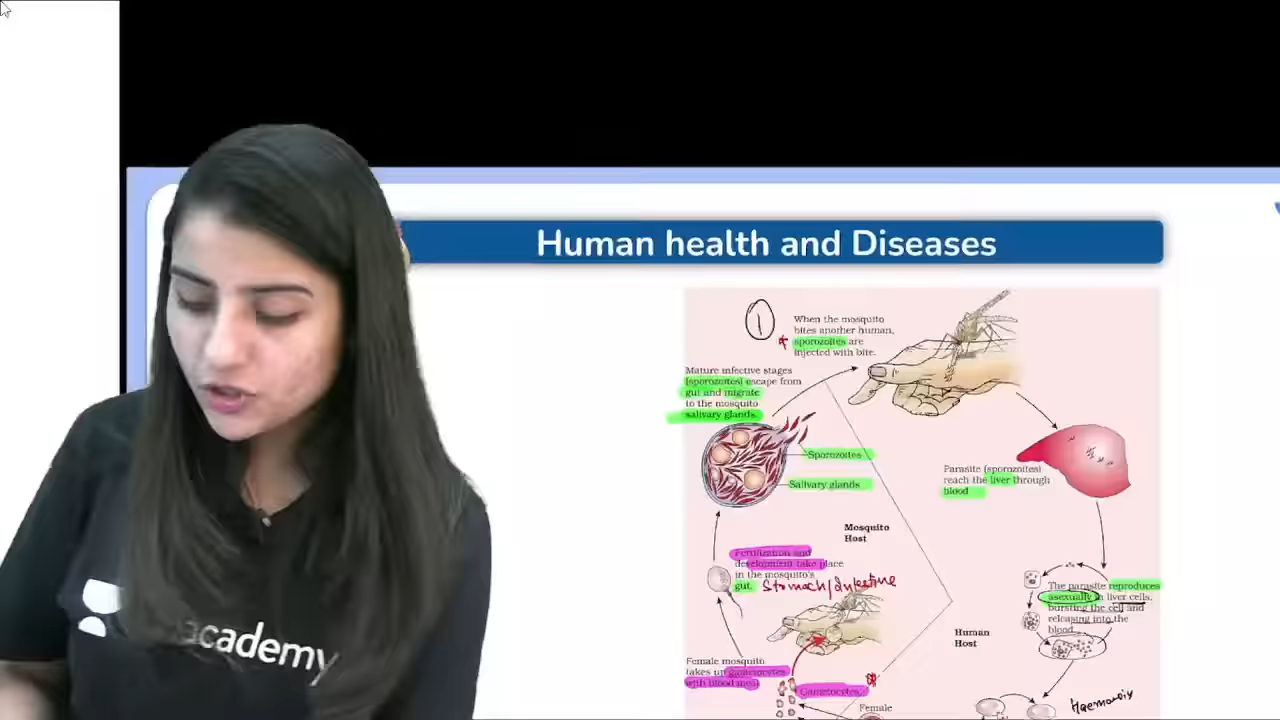 Human health and Diseases
1
When the mosquito
bites another human,
sporozoites are
injected with bite.
Mature infective stages
(sporozoites) escape from
gut and migrate
to the mosquito
salivary glands.
Sporozoites
Salivary glands
Parasite (sporozoites)
reach the liver through
blood
Mosquito
Host
Fertilization and
development take place
in the mosquito's
gut. Stomach/intestine
The parasite reproduces
asexually in liver cells,
bursting the cell and
releasing into the
blood
Human
Host
Female mosquito
takes up gametocytes
with blood meal
Gametocytes
Female
academy